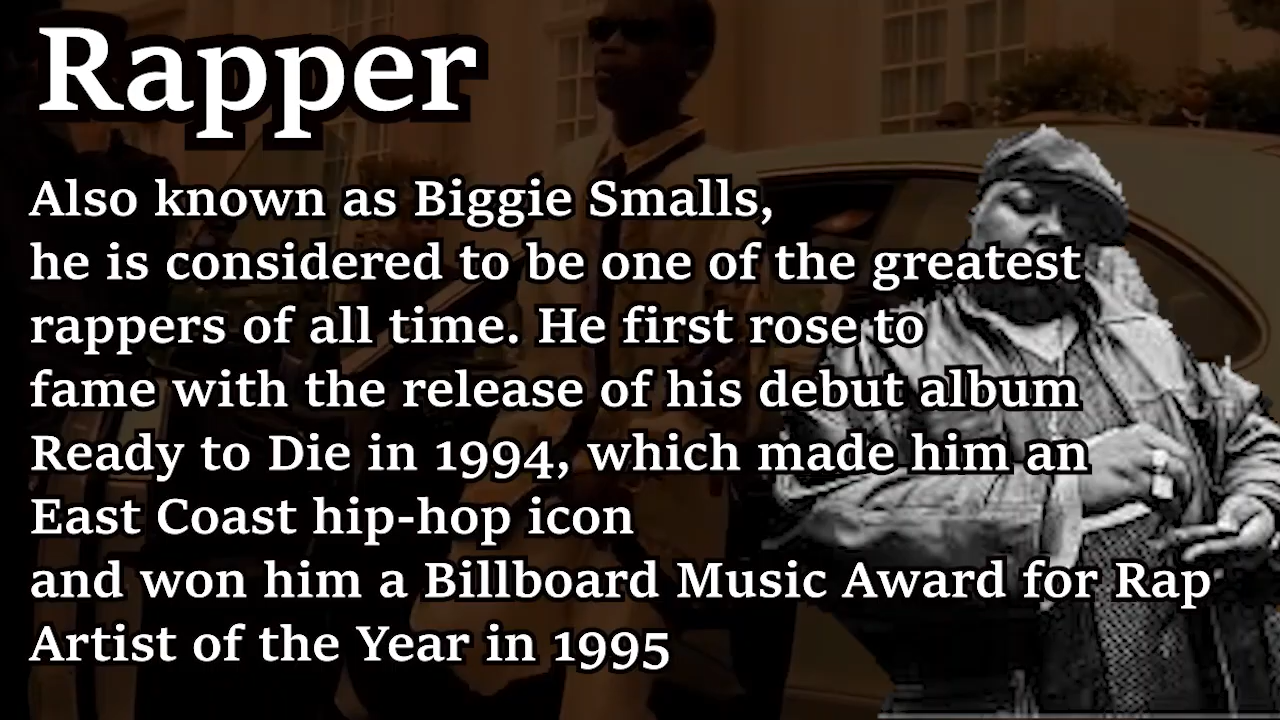 Rapper
Also known as Biggie Smalls,
he is considered to be one of the greatest
rappers of all time. He first rose to
fame with the release of his debut album
Ready to Die in 1994, which made him an
East Coast hip-hop icon
and won him a Billboard Music Award for Rap
Artist of the Year in 1995